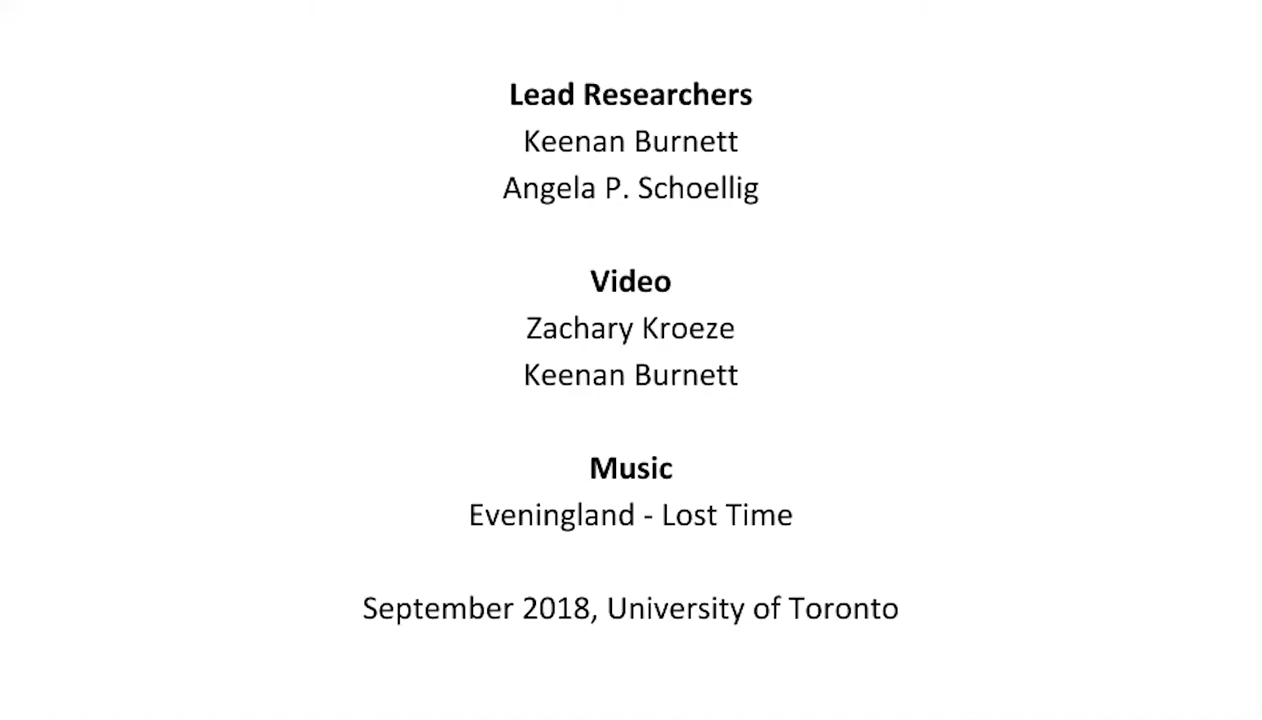 Lead Researchers
Keenan Burnett
Angela P. Schoellig
Video
Zachary Kroeze
Keenan Burnett
Music
Eveningland - Lost Time
September 2018, University of Toronto